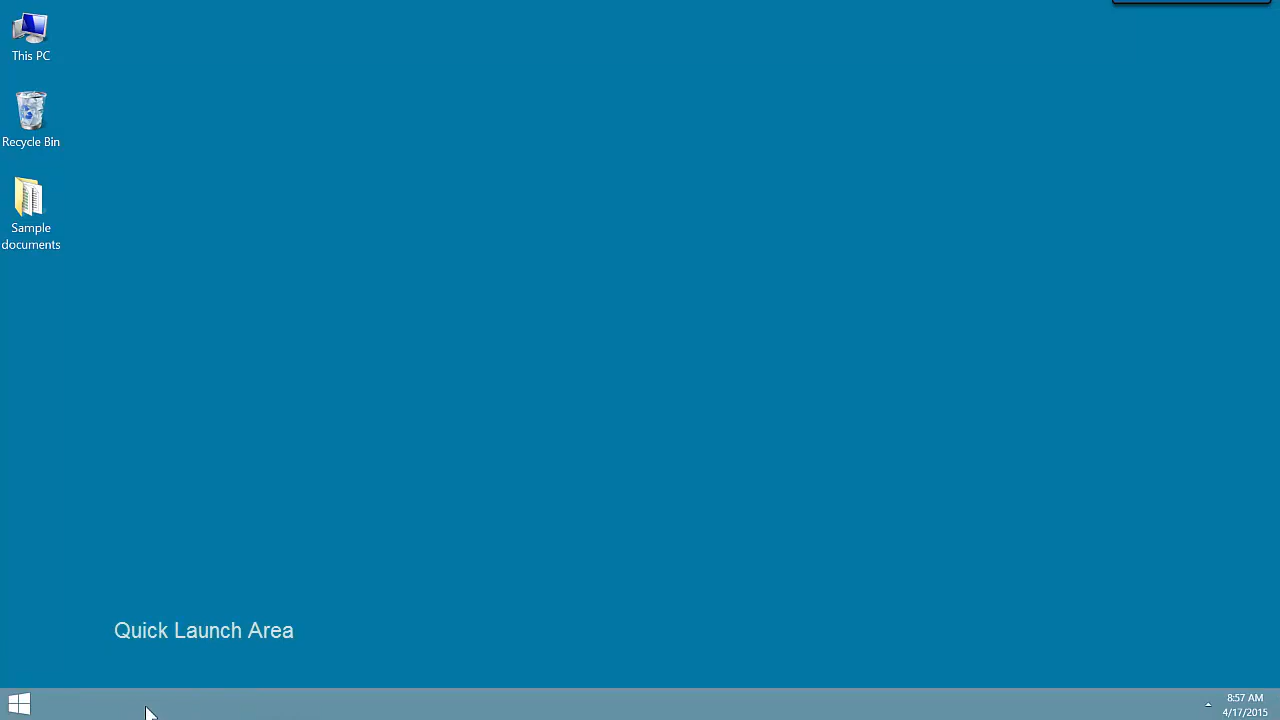 This PC
Recycle Bin
Sample
documents
Quick Launch Area
8:57 AM
4/17/2015